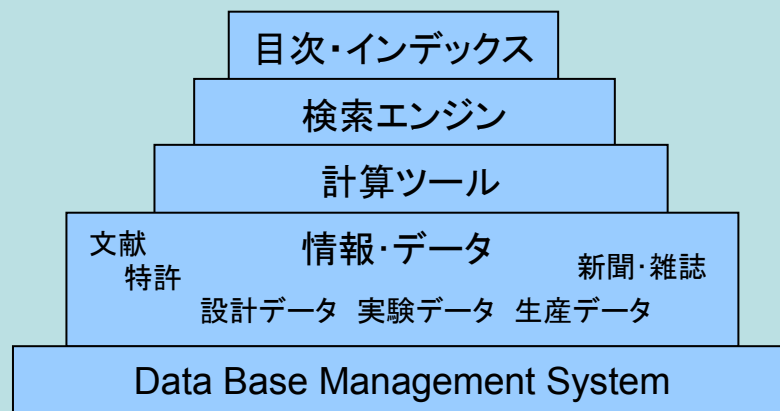 目次・インデックス
検索エンジン
計算ツール
情報・データ
文献
特許
新聞・雑誌
設計データ 実験データ 生産データ
Data Base Management System